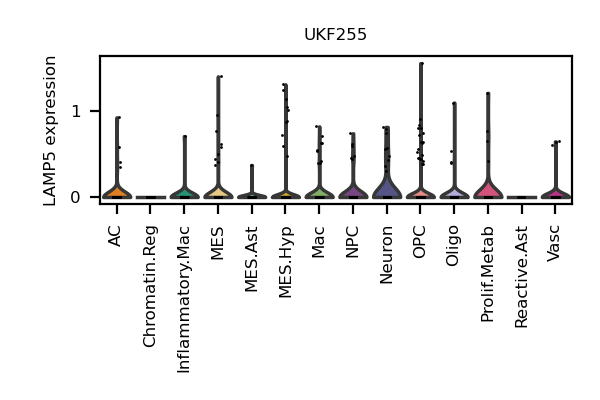 UKF255
LAMP5 expression
1
0
AC
Chromatin.Reg
Inflammatory.Mac
MES
MES.Ast
MES.Hyp
Mac
NPC
Neuron
OPC
Oligo
Prolif.Metab
Reactive.Ast
Vasc